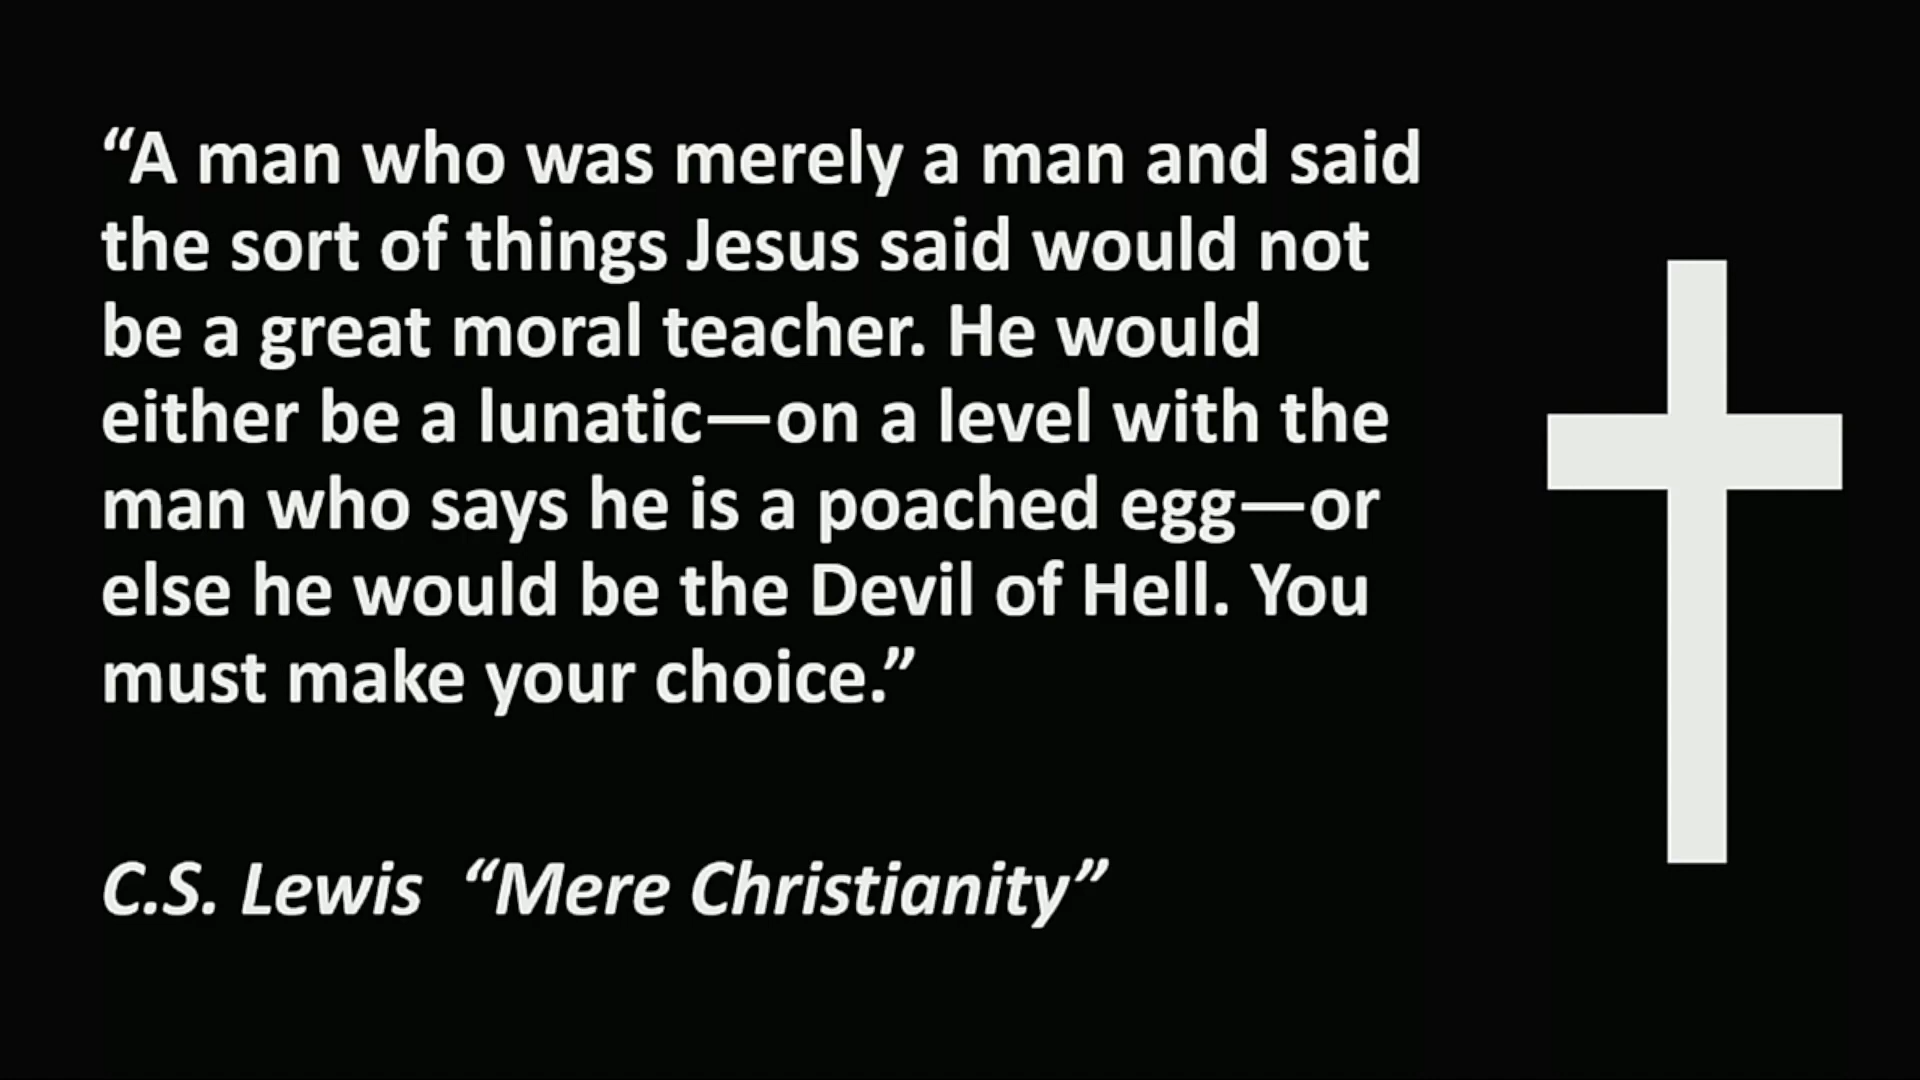 “A man who was merely a man and said
the sort of things Jesus said would not
be a great moral teacher. He would
either be a lunatic—on a level with the
man who says he is a poached egg—or
else he would be the Devil of Hell. You
must make your choice.”
C.S. Lewis “Mere Christianity”